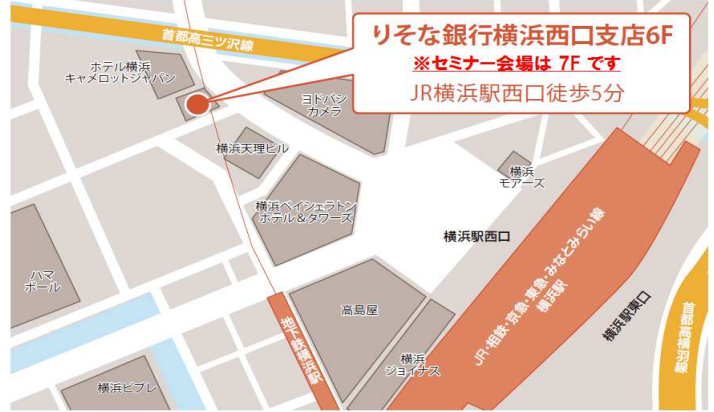 首都高三ツ沢線
りそな銀行横浜西口支店6F
※セミナー会場は 7F です
JR横浜駅西口徒歩5分
ホテル横浜
キャメロットジャパン
ヨドバシ
カメラ
横浜天理ビル
横浜
モアーズ
横浜ベイシェラトン
ホテル&タワーズ
横浜駅西口
ハマ
ボール
高島屋
JR・相鉄・京急・東急・みなとみらい線
横浜駅
横浜駅東口
首都高横羽線
地下鉄横浜駅
横浜
ジョイナス
横浜ビブレ